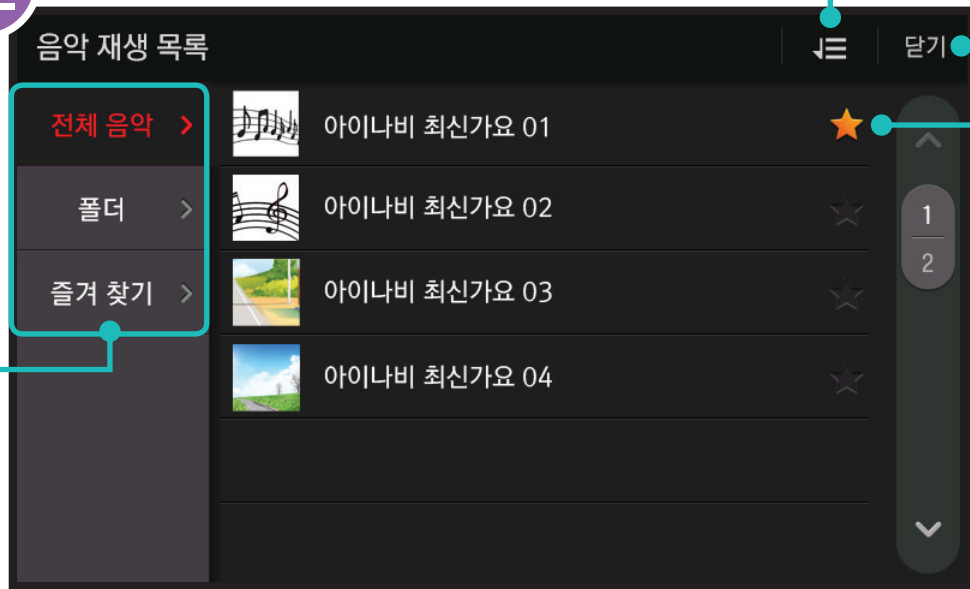 음악 재생 목록
닫기
전체 음악
아이나비 최신가요 01
폴더
아이나비 최신가요 02
1
2
즐겨 찾기
아이나비 최신가요 03
아이나비 최신가요 04